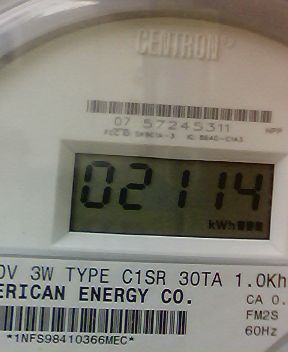 CENTRON®
07 57245311
NPP
02114
kWh
0V 3W TYPE C1SR 30TA 1.0Kh
ERICAN ENERGY CO.
CA 0.
FM2S
60Hz
*1NFS98410366MEC*